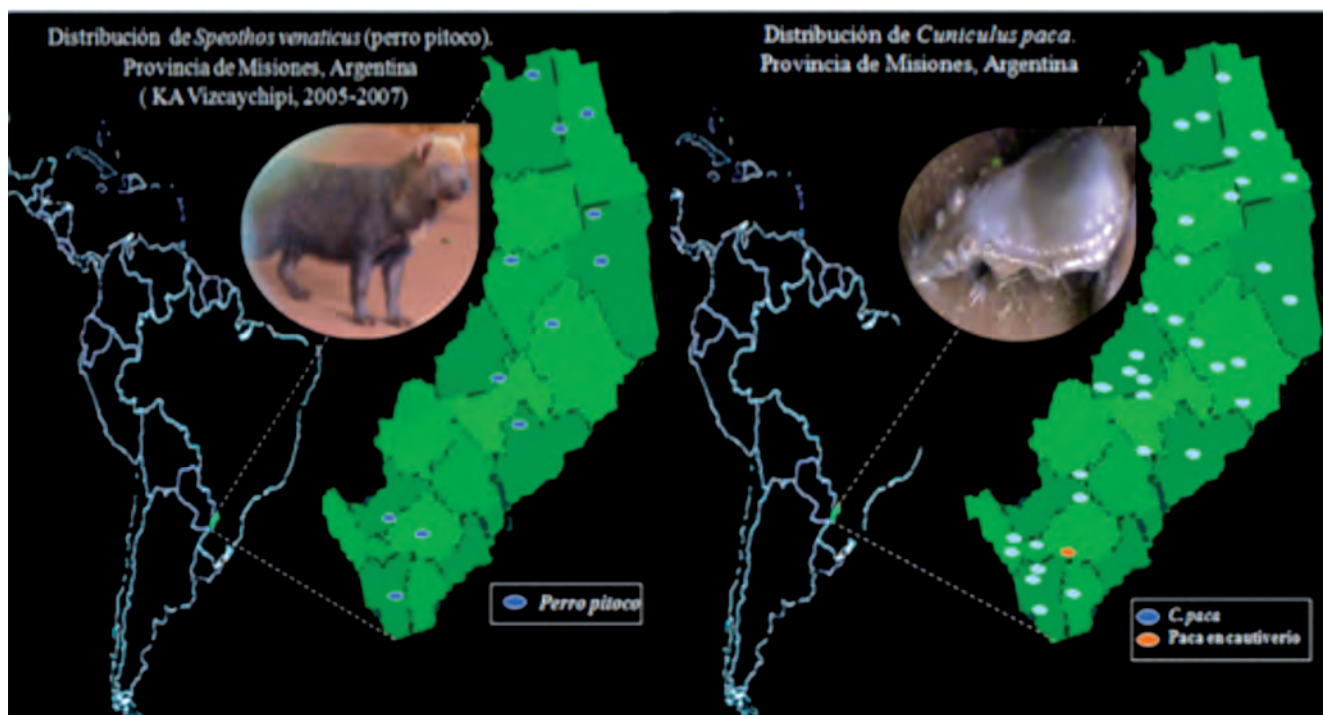 Distribución de Speothos venaticus (perro pitoco).
Provincia de Misiones, Argentina
( KA Vizcaychipi, 2005-2007)
Perro pitoco
Distribución de Cuniculus paca.
Provincia de Misiones, Argentina
C. paca
Paca en cautiverio